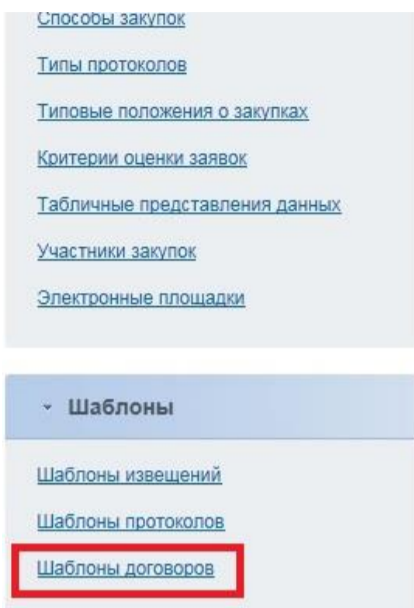 Способы закупок
Типы протоколов
Типовые положения о закупках
Критерии оценки заявок
Табличные представления данных
Участники закупок
Электронные площадки
Шаблоны
Шаблоны извещений
Шаблоны протоколов
Шаблоны договоров